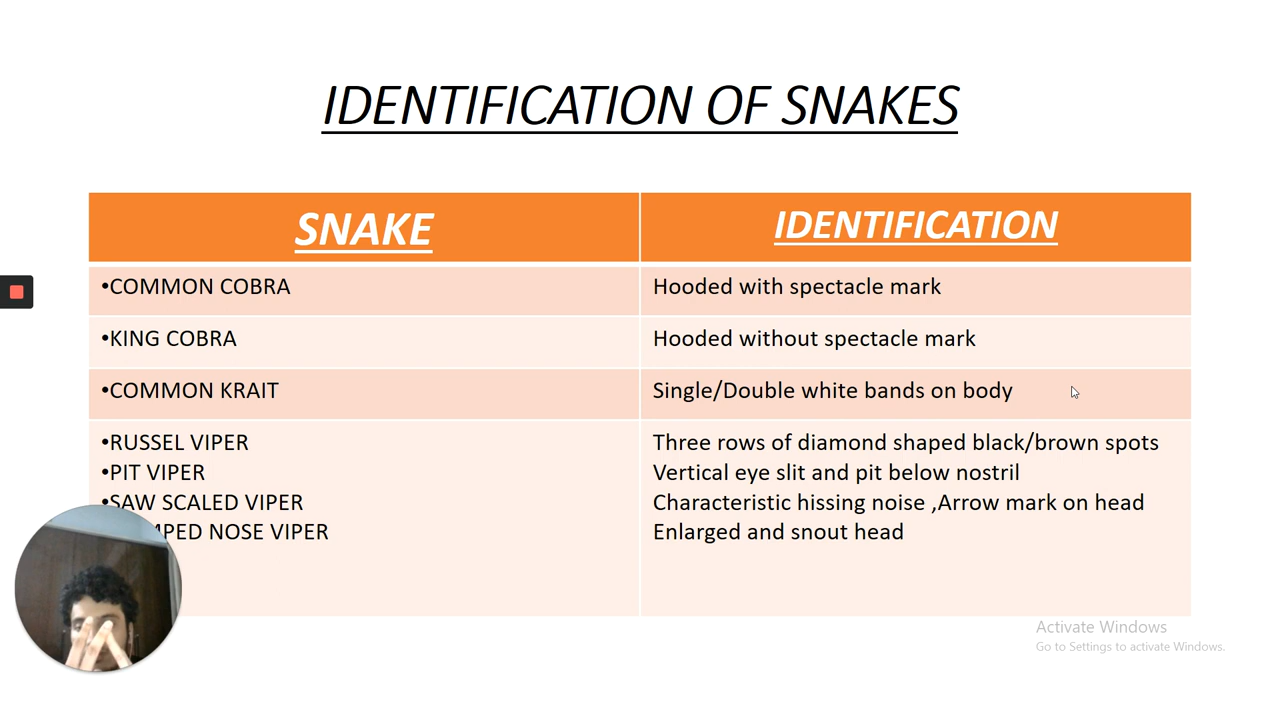 IDENTIFICATION OF SNAKES
SNAKE IDENTIFICATION
•COMMON COBRA Hooded with spectacle mark
•KING COBRA Hooded without spectacle mark
•COMMON KRAIT Single/Double white bands on body
•RUSSEL VIPER Three rows of diamond shaped black/brown spots
•PIT VIPER Vertical eye slit and pit below nostril
•SAW SCALED VIPER Characteristic hissing noise ,Arrow mark on head
NOSE VIPER Enlarged and snout head
Activate Windows
Go to Settings to activate Windows.